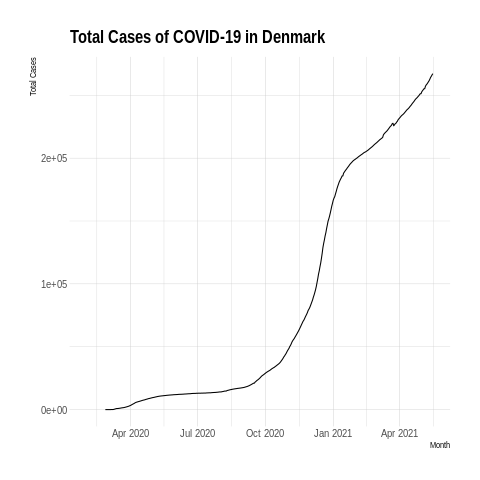 Total Cases of COVID-19 in Denmark
Total Cases
2e+05
1e+05
0e+00
Apr 2020 Jul 2020 Oct 2020 Jan 2021 Apr 2021
Month